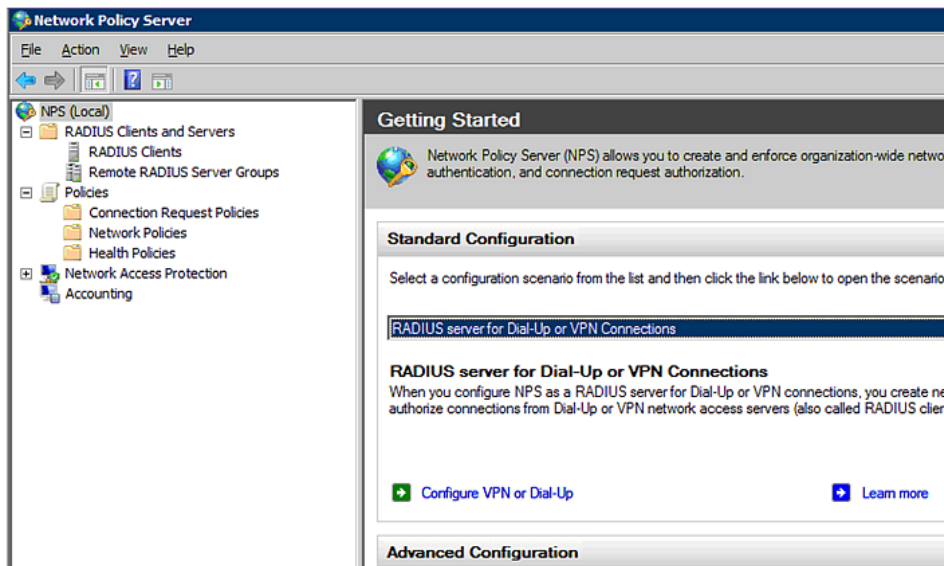 Network Policy Server
File Action View Help
NPS (Local)
RADIUS Clients and Servers
RADIUS Clients
Remote RADIUS Server Groups
Policies
Connection Request Policies
Network Policies
Health Policies
Network Access Protection
Accounting
Getting Started
Network Policy Server (NPS) allows you to create and enforce organization-wide netwo
authentication, and connection request authorization.
Standard Configuration
Select a configuration scenario from the list and then click the link below to open the scenario
RADIUS server for Dial-Up or VPN Connections
RADIUS server for Dial-Up or VPN Connections
When you configure NPS as a RADIUS server for Dial-Up or VPN connections, you create ne
authorize connections from Dial-Up or VPN network access servers (also called RADIUS clien
Configure VPN or Dial-Up Learn more
Advanced Configuration